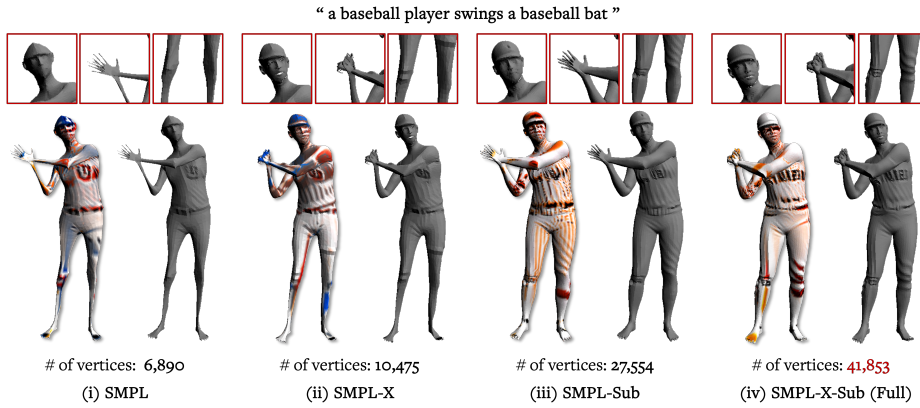 “ a baseball player swings a baseball bat ”
# of vertices: 6,890
# of vertices: 10,475
# of vertices: 27,554
# of vertices: 41,853
(i) SMPL
(ii) SMPL-X
(iii) SMPL-Sub
(iv) SMPL-X-Sub (Full)